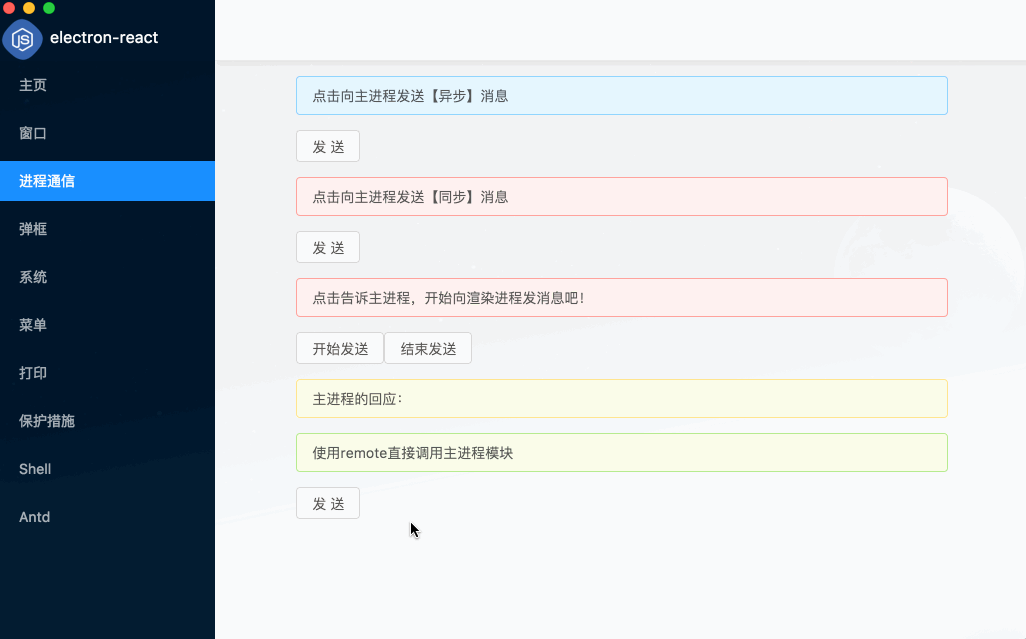 JS
electron-react
主页
窗口
进程通信
弹框
系统
菜单
打印
保护措施
Shell
Antd
点击向主进程发送【异步】消息
发 送
点击向主进程发送【同步】消息
发 送
点击告诉主进程，开始向渲染进程发消息吧！
开始发送 结束发送
主进程的回应：
使用remote直接调用主进程模块
发 送